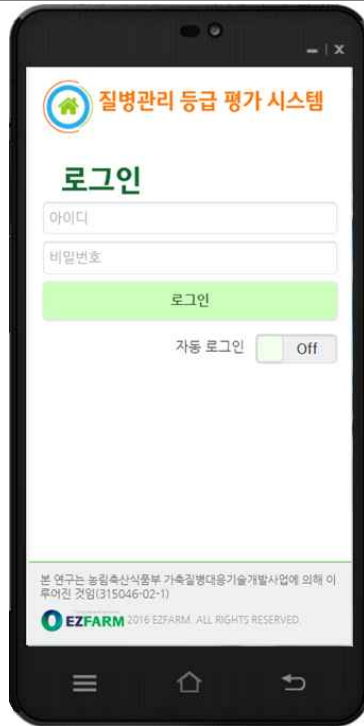 질병관리 등급 평가 시스템
로그인
아이디
비밀번호
로그인
자동 로그인 Off
본 연구는 농림축산식품부 가축질병대응기술개발사업에 의해 이
루어진 것임(315046-02-1)
EZFARM 2016 EZFARM. ALL RIGHTS RESERVED.